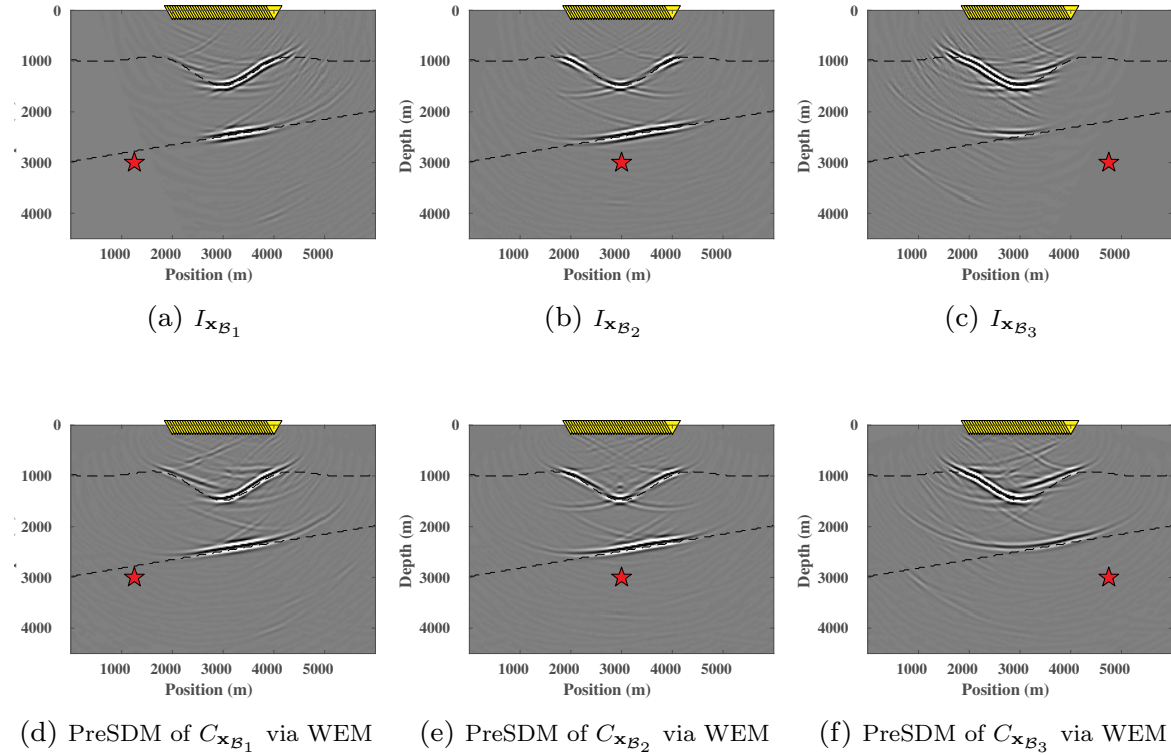 0
1000
2000
3000
4000
1000 2000 3000 4000 5000
Position (m)
(a) I_{x_{B_1}}
Depth (m)
0
1000
2000
3000
4000
1000 2000 3000 4000 5000
Position (m)
(b) I_{x_{B_2}}
Depth (m)
0
1000
2000
3000
4000
1000 2000 3000 4000 5000
Position (m)
(c) I_{x_{B_3}}
0
1000
2000
3000
4000
1000 2000 3000 4000 5000
Position (m)
(d) PreSDM of C_{x_{B_1}} via WEM
Depth (m)
0
1000
2000
3000
4000
1000 2000 3000 4000 5000
Position (m)
(e) PreSDM of C_{x_{B_2}} via WEM
Depth (m)
0
1000
2000
3000
4000
1000 2000 3000 4000 5000
Position (m)
(f) PreSDM of C_{x_{B_3}} via WEM